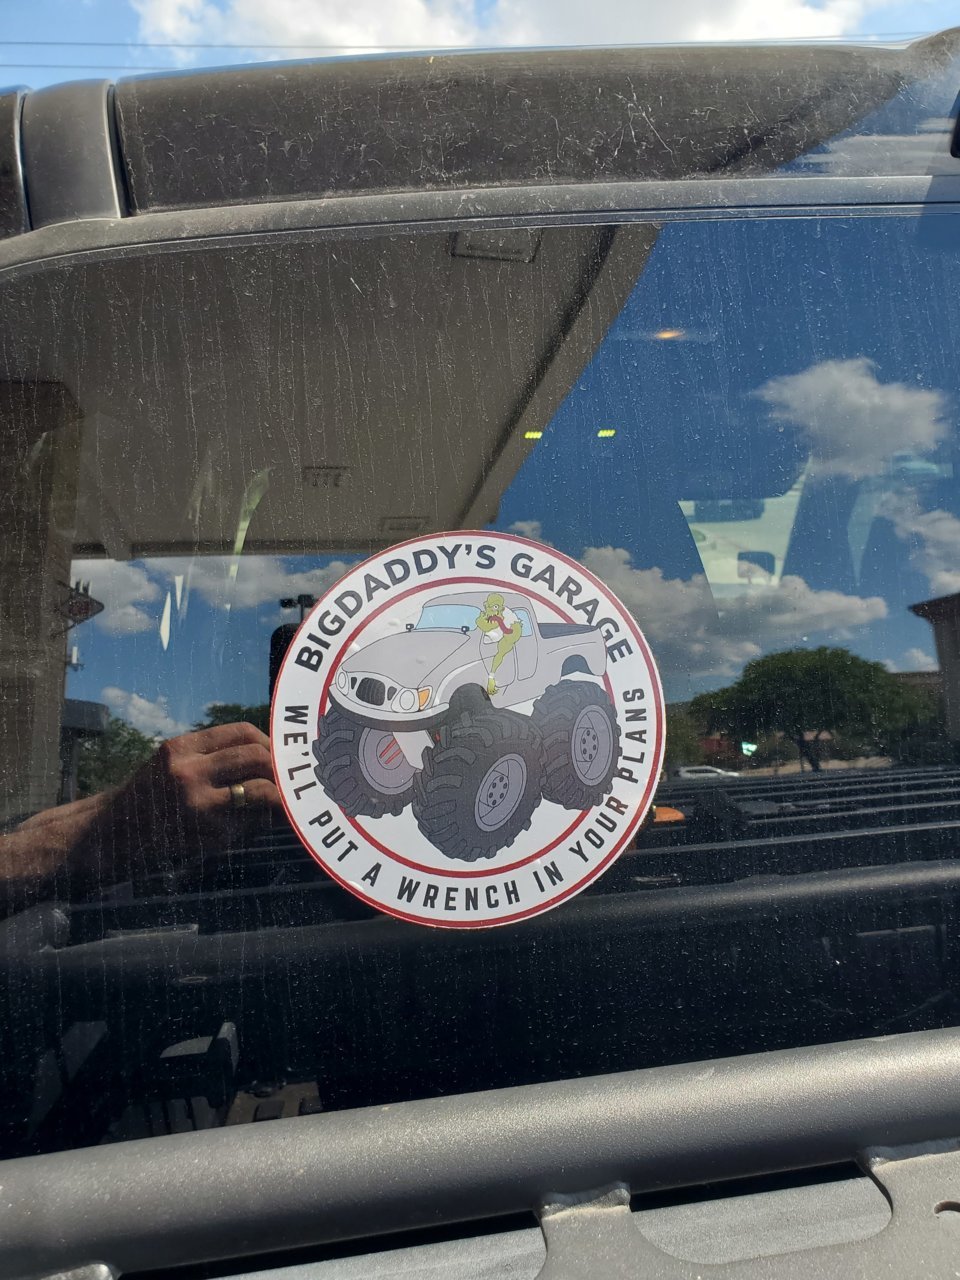 BIGDADDY'S GARAGE
WE'LL PUT A WRENCH IN YOUR PLANS